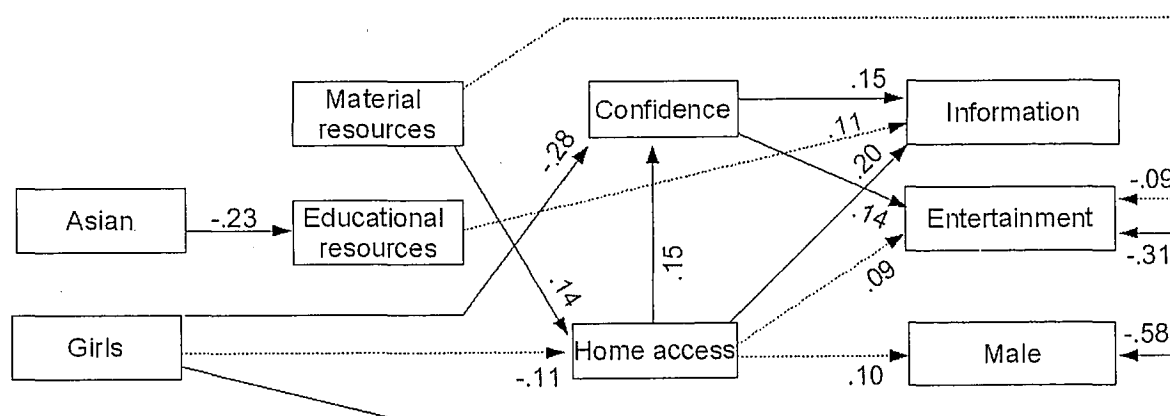 .15
Material
resources
Confidence
Information
.11
-.28
.20
-.09
Asian
-.23
Educational
resources
.14
Entertainment
.15
-.31
.14
.09
Girls
Home access
Male
-.58
-.11
.10